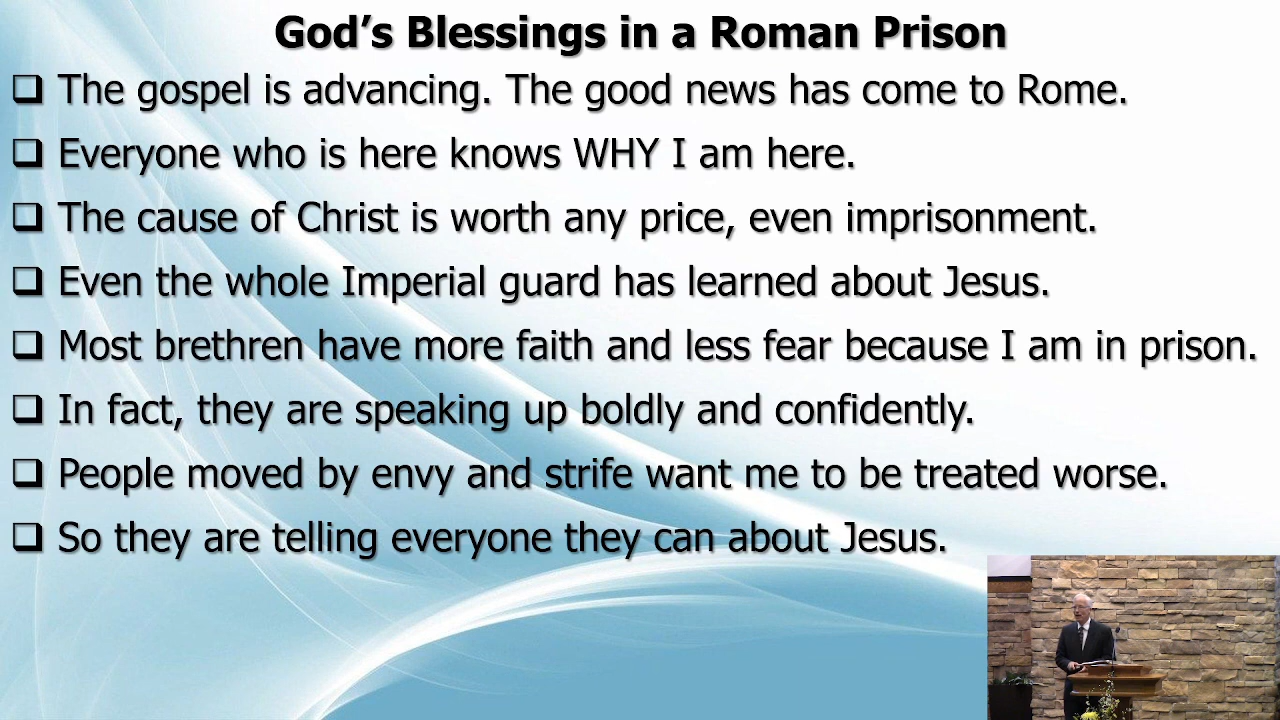 God’s Blessings in a Roman Prison
❑ The gospel is advancing. The good news has come to Rome.
❑ Everyone who is here knows WHY I am here.
❑ The cause of Christ is worth any price, even imprisonment.
❑ Even the whole Imperial guard has learned about Jesus.
❑ Most brethren have more faith and less fear because I am in prison.
❑ In fact, they are speaking up boldly and confidently.
❑ People moved by envy and strife want me to be treated worse.
❑ So they are telling everyone they can about Jesus.